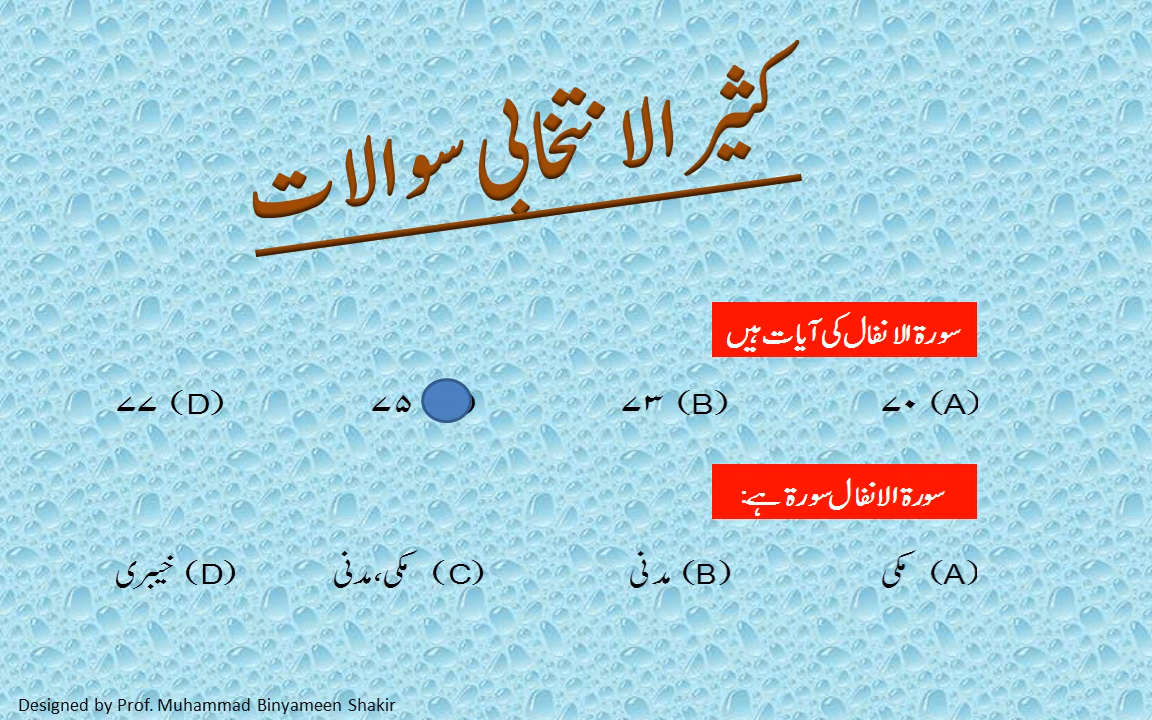 کثیر الانتخابی سوالات
سورۃ الانفال کی آیات ہیں
(A) ۷۰ (B) ۷۳ ۷۵ (D) ۷۷
سورۃ الانفال سورۃ ہے:
(A) مکی (B) مدنی (C) مکی، مدنی (D) خیبری
Designed by Prof. Muhammad Binyameen Shakir